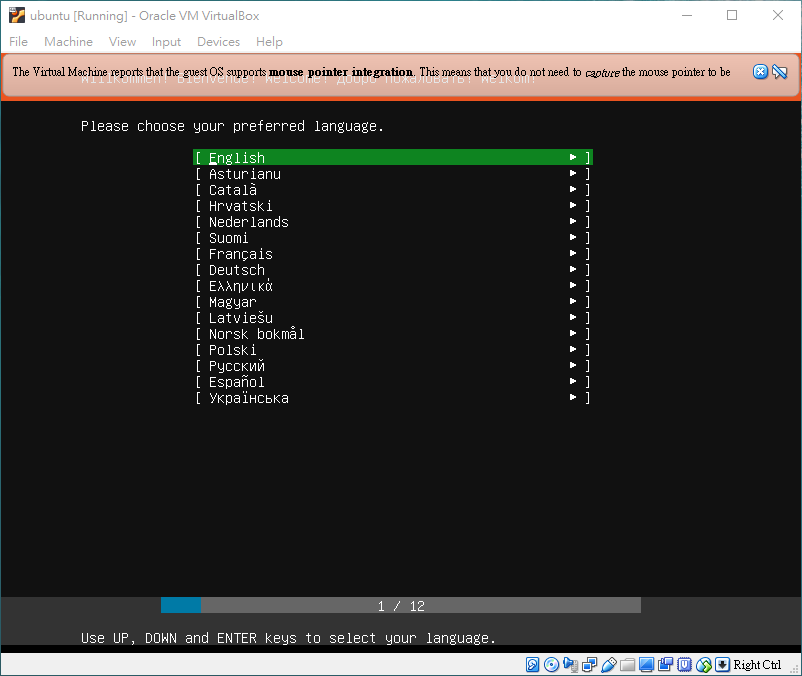 ubuntu [Running] - Oracle VM VirtualBox
File Machine View Input Devices Help
The Virtual Machine reports that the guest OS supports mouse pointer integration. This means that you do not need to capture the mouse pointer to be
Willkommen! Bienvenue! Welcome! Добро пожаловать! Welkom!
Please choose your preferred language.
[ English ▸ ]
[ Asturianu ▸ ]
[ Català ▸ ]
[ Hrvatski ▸ ]
[ Nederlands ▸ ]
[ Suomi ▸ ]
[ Français ▸ ]
[ Deutsch ▸ ]
[ Ελληνικά ▸ ]
[ Magyar ▸ ]
[ Latviešu ▸ ]
[ Norsk bokmål ▸ ]
[ Polski ▸ ]
[ Русский ▸ ]
[ Español ▸ ]
[ Українська ▸ ]
1 / 12
Use UP, DOWN and ENTER keys to select your language.
Right Ctrl